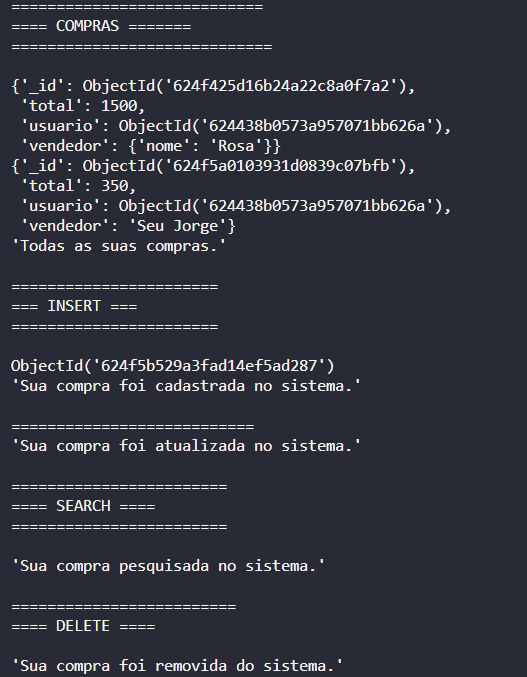 ============================
==== COMPRAS =======
=============================
{'_id': ObjectId('624f425d16b24a22c8a0f7a2'),
 'total': 1500,
 'usuario': ObjectId('624438b0573a957071bb626a'),
 'vendedor': {'nome': 'Rosa'}}
{'_id': ObjectId('624f5a0103931d0839c07bfb'),
 'total': 350,
 'usuario': ObjectId('624438b0573a957071bb626a'),
 'vendedor': 'Seu Jorge'}
'Todas as suas compras.'
=======================
=== INSERT ===
=======================
ObjectId('624f5b529a3fad14ef5ad287')
'Sua compra foi cadastrada no sistema.'
===========================
'Sua compra foi atualizada no sistema.'
========================
==== SEARCH ====
========================
'Sua compra pesquisada no sistema.'
=========================
==== DELETE ====
'Sua compra foi removida do sistema.'